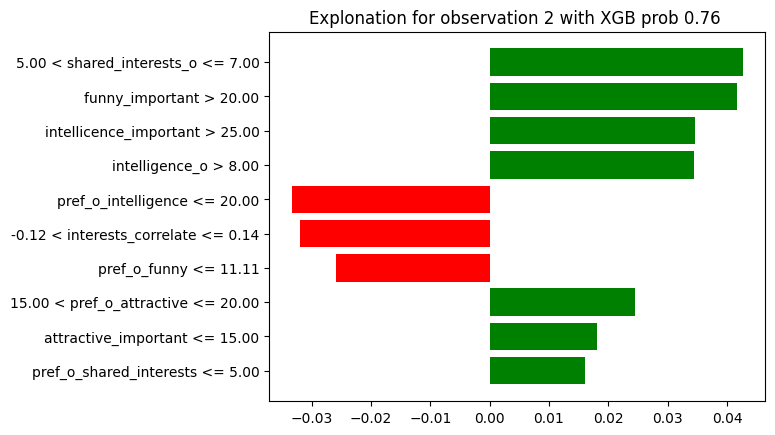 Explonation for observation 2 with XGB prob 0.76
5.00 < shared_interests_o <= 7.00
funny_important > 20.00
intellicence_important > 25.00
intelligence_o > 8.00
pref_o_intelligence <= 20.00
-0.12 < interests_correlate <= 0.14
pref_o_funny <= 11.11
15.00 < pref_o_attractive <= 20.00
attractive_important <= 15.00
pref_o_shared_interests <= 5.00
−0.03 −0.02 −0.01 0.00 0.01 0.02 0.03 0.04